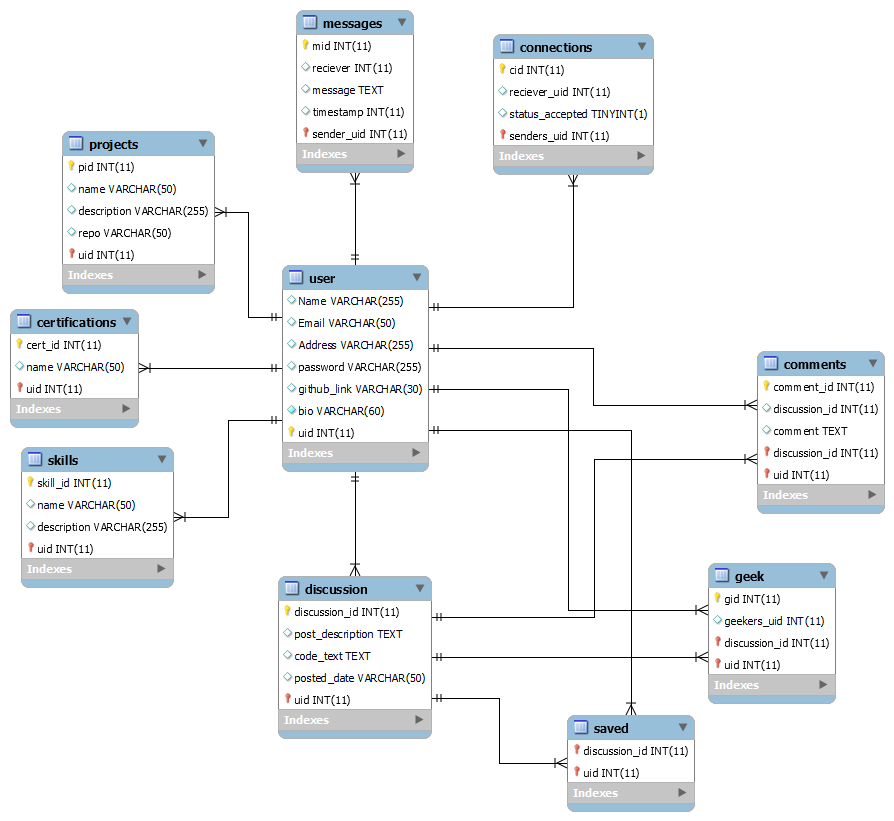 messages
mid INT(11)
reciever INT(11)
message TEXT
timestamp INT(11)
sender_uid INT(11)
Indexes
connections
cid INT(11)
reciever_uid INT(11)
status_accepted TINYINT(1)
senders_uid INT(11)
Indexes
projects
pid INT(11)
name VARCHAR(50)
description VARCHAR(255)
repo VARCHAR(50)
uid INT(11)
Indexes
user
Name VARCHAR(255)
Email VARCHAR(50)
Address VARCHAR(255)
password VARCHAR(255)
github_link VARCHAR(30)
bio VARCHAR(60)
uid INT(11)
Indexes
certifications
cert_id INT(11)
name VARCHAR(50)
uid INT(11)
Indexes
comments
comment_id INT(11)
discussion_id INT(11)
comment TEXT
discussion_id INT(11)
uid INT(11)
Indexes
skills
skill_id INT(11)
name VARCHAR(50)
description VARCHAR(255)
uid INT(11)
Indexes
discussion
discussion_id INT(11)
post_description TEXT
code_text TEXT
posted_date VARCHAR(50)
uid INT(11)
Indexes
geek
gid INT(11)
geekers_uid INT(11)
discussion_id INT(11)
uid INT(11)
Indexes
saved
discussion_id INT(11)
uid INT(11)
Indexes